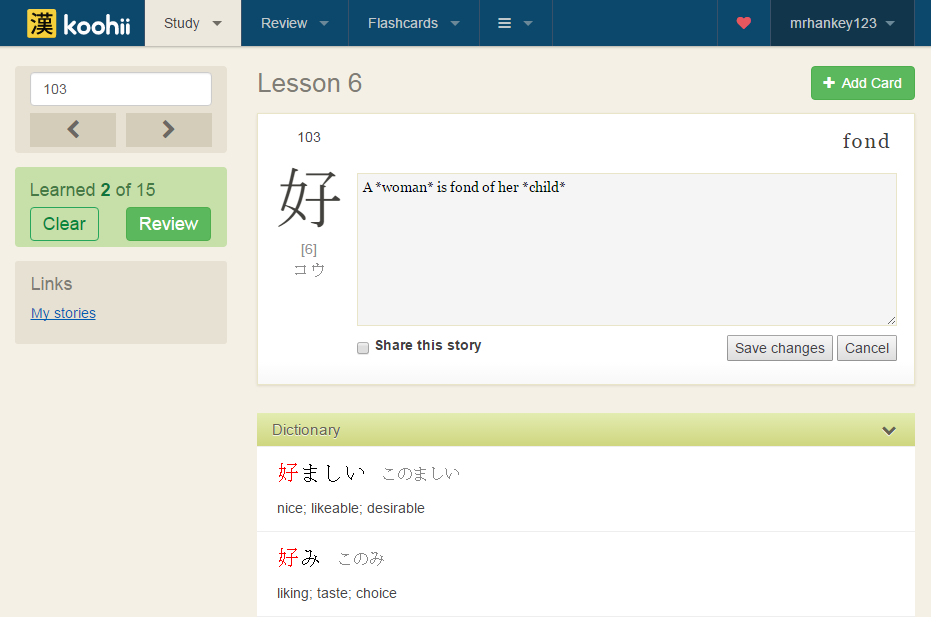 漢 koohii Study Review Flashcards mrhankey123
103
Learned 2 of 15
Clear Review
Links
My stories
Lesson 6
+ Add Card
103
fond
好
[6]
コウ
A *woman* is fond of her *child*
Share this story
Save changes Cancel
Dictionary
好ましい このましい
nice; likeable; desirable
好み このみ
liking; taste; choice